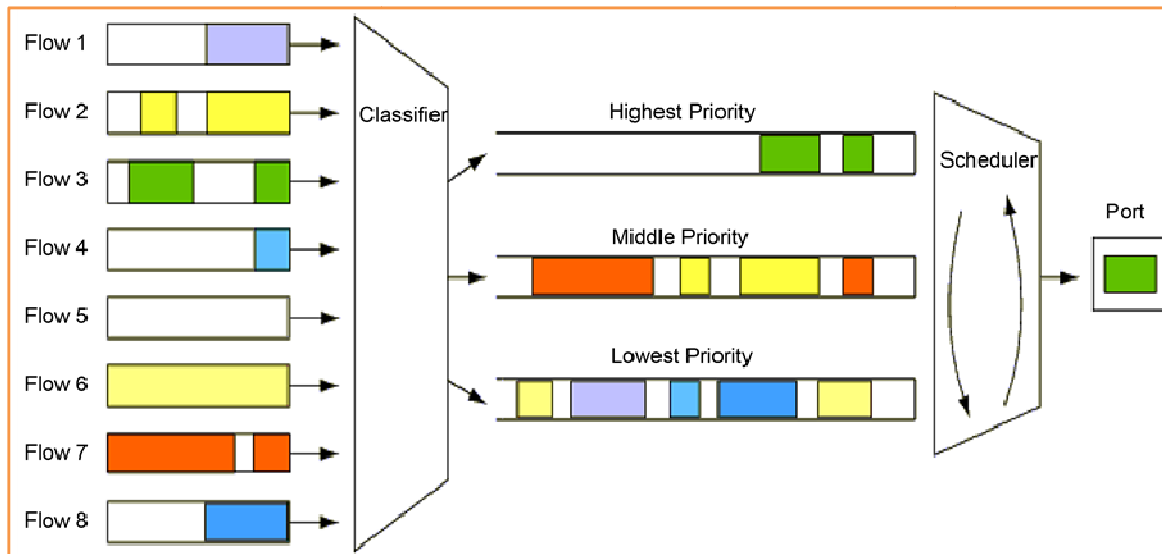 Flow 1
Flow 2
Flow 3
Flow 4
Flow 5
Flow 6
Flow 7
Flow 8
Classifier
Highest Priority
Middle Priority
Lowest Priority
Scheduler
Port